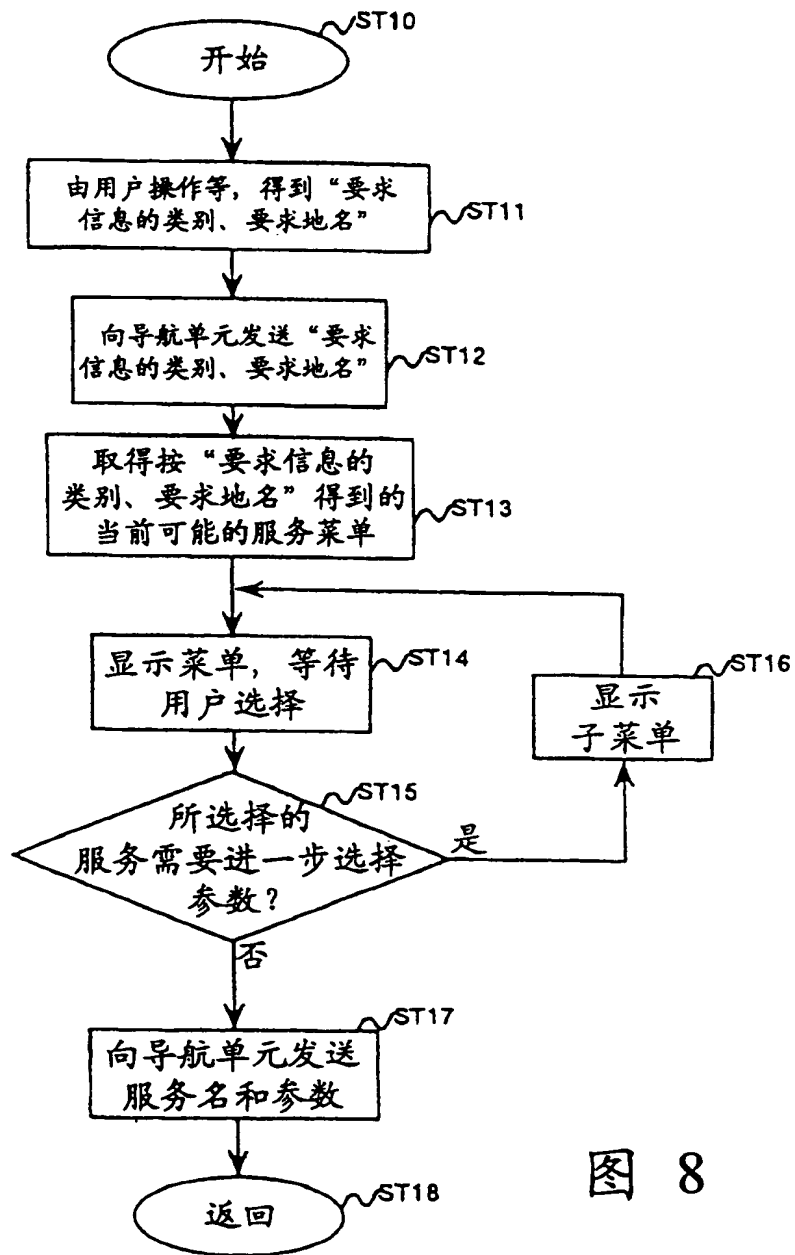 ST10
开始
由用户操作等，得到“要求
信息的类别、要求地名”
ST11
向导航单元发送“要求
信息的类别、要求地名”
ST12
取得按“要求信息的
类别、要求地名”得到的
当前可能的服务菜单
ST13
显示菜单，等待
用户选择
ST14
ST16
显示
子菜单
ST15
所选择的
服务需要进一步选择
参数？
是
否
ST17
向导航单元发送
服务名和参数
ST18
返回
图 8